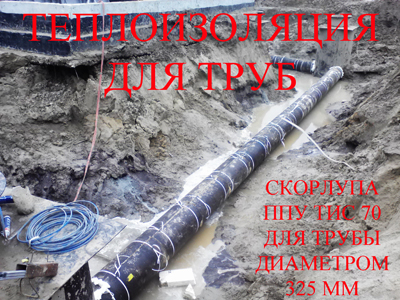 ТЕПЛОИЗОЛЯЦИЯ
ДЛЯ ТРУБ
СКОРЛУПА
ППУ ТИС 70
ДЛЯ ТРУБЫ
ДИАМЕТРОМ
325 ММ